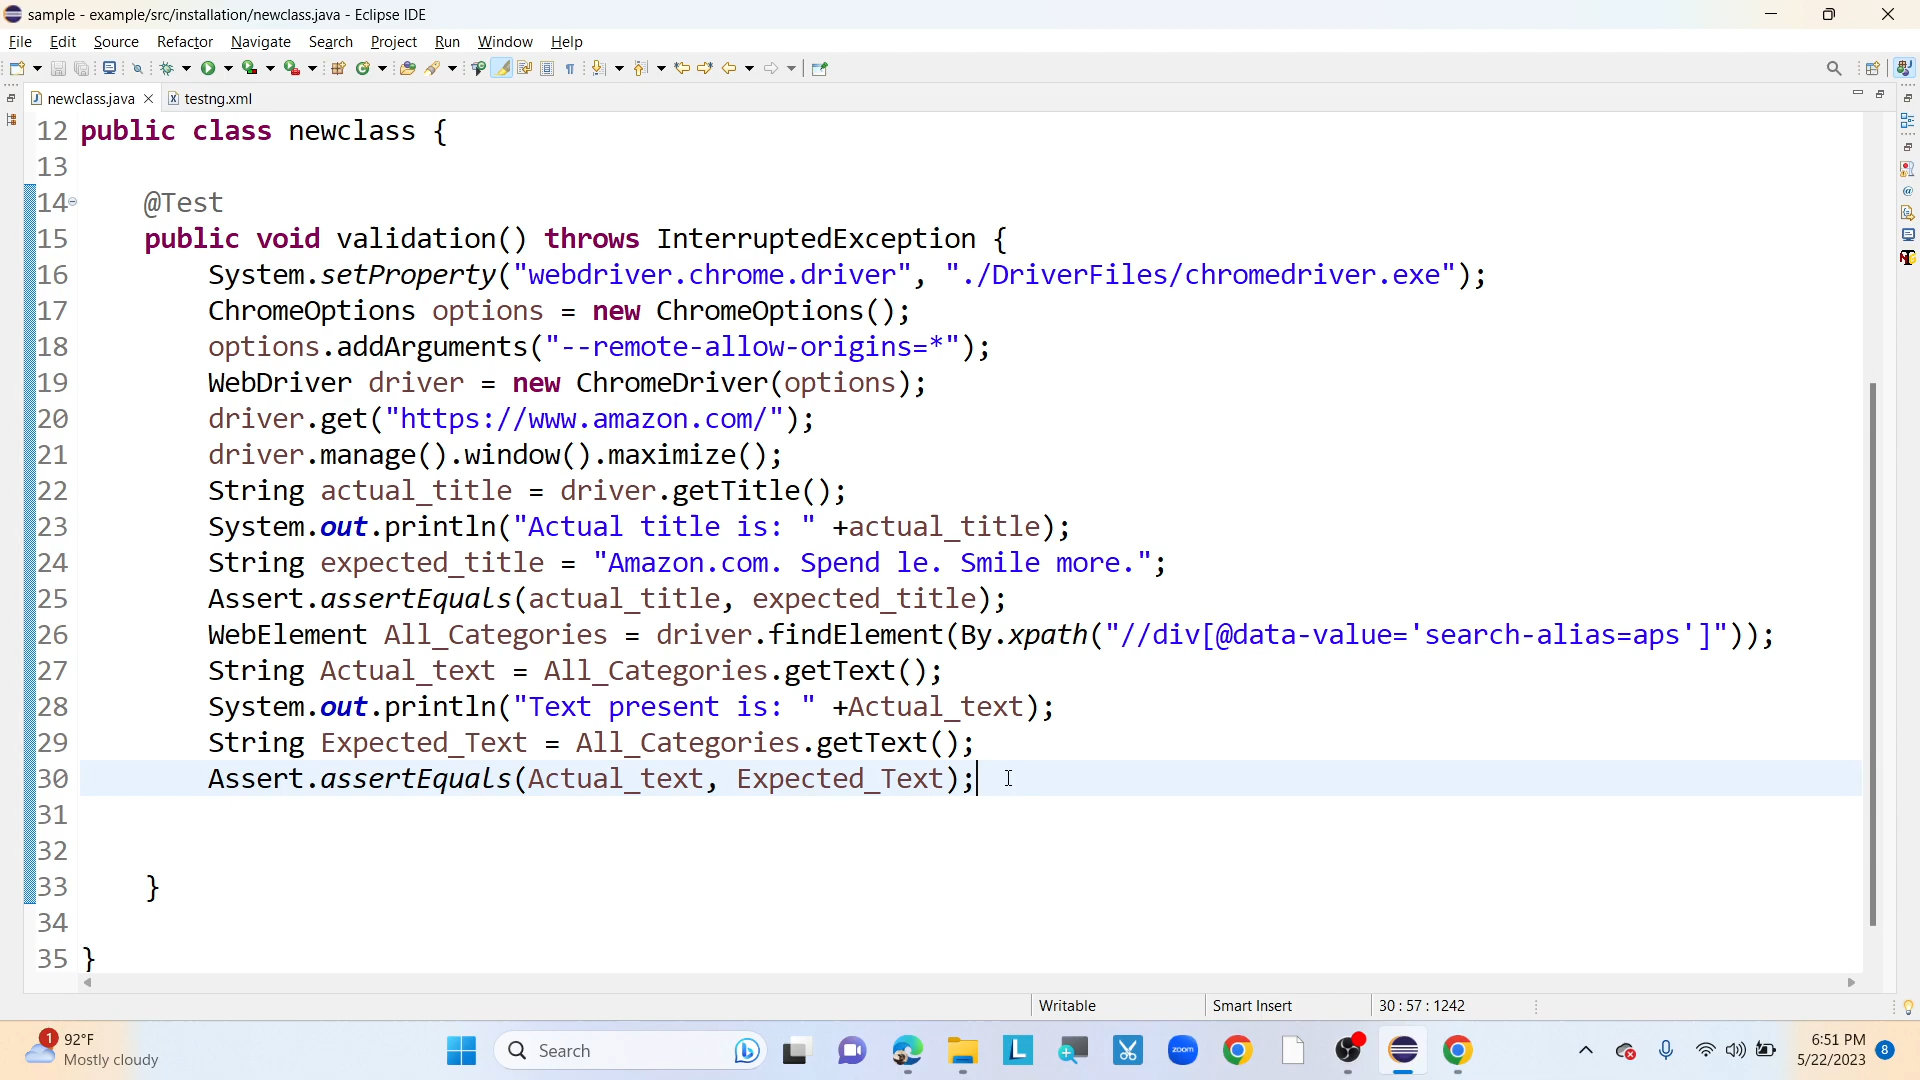 sample - example/src/installation/newclass.java - Eclipse IDE
File Edit Source Refactor Navigate Search Project Run Window Help
newclass.java testng.xml
12 public class newclass {
13
14 @Test
15 public void validation() throws InterruptedException {
16 System.setProperty("webdriver.chrome.driver", "./DriverFiles/chromedriver.exe");
17 ChromeOptions options = new ChromeOptions();
18 options.addArguments("--remote-allow-origins=*");
19 WebDriver driver = new ChromeDriver(options);
20 driver.get("https://www.amazon.com/");
21 driver.manage().window().maximize();
22 String actual_title = driver.getTitle();
23 System.out.println("Actual title is: " +actual_title);
24 String expected_title = "Amazon.com. Spend le. Smile more.";
25 Assert.assertEquals(actual_title, expected_title);
26 WebElement All_Categories = driver.findElement(By.xpath("//div[@data-value='search-alias=aps']"));
27 String Actual_text = All_Categories.getText();
28 System.out.println("Text present is: " +Actual_text);
29 String Expected_Text = All_Categories.getText();
30 Assert.assertEquals(Actual_text, Expected_Text);
31
32
33 }
34
35 }
Writable Smart Insert 30 : 57 : 1242
1 92°F
Mostly cloudy
Search
zoom
6:51 PM
5/22/2023 8